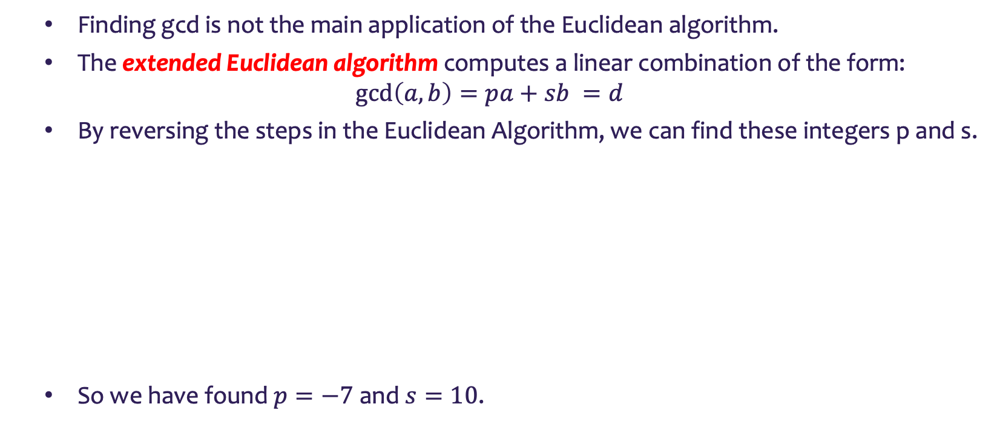 • Finding gcd is not the main application of the Euclidean algorithm.
• The extended Euclidean algorithm computes a linear combination of the form:
gcd(a, b) = pa + sb = d
• By reversing the steps in the Euclidean Algorithm, we can find these integers p and s.
• So we have found p = −7 and s = 10.